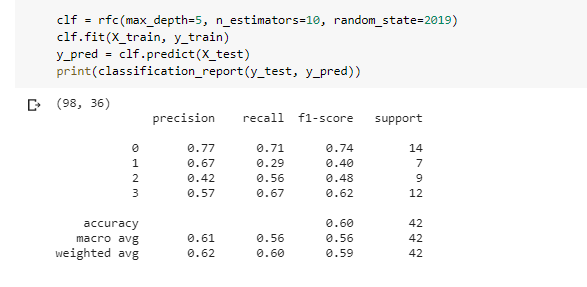 clf = rfc(max_depth=5, n_estimators=10, random_state=2019)
clf.fit(X_train, y_train)
y_pred = clf.predict(X_test)
print(classification_report(y_test, y_pred))
(98, 36)
precision recall f1-score support
0 0.77 0.71 0.74 14
1 0.67 0.29 0.40 7
2 0.42 0.56 0.48 9
3 0.57 0.67 0.62 12
accuracy 0.60 42
macro avg 0.61 0.56 0.56 42
weighted avg 0.62 0.60 0.59 42